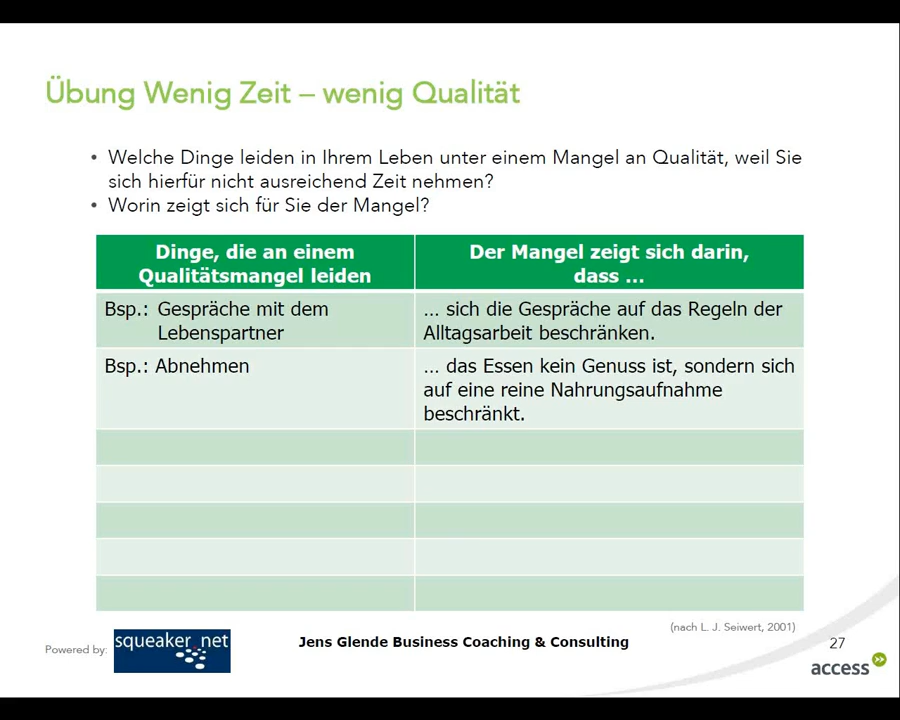 Übung Wenig Zeit – wenig Qualität
• Welche Dinge leiden in Ihrem Leben unter einem Mangel an Qualität, weil Sie
sich hierfür nicht ausreichend Zeit nehmen?
• Worin zeigt sich für Sie der Mangel?
Dinge, die an einem
Qualitätsmangel leiden
Der Mangel zeigt sich darin,
dass ...
Bsp.: Gespräche mit dem
Lebenspartner
... sich die Gespräche auf das Regeln der
Alltagsarbeit beschränken.
Bsp.: Abnehmen
... das Essen kein Genuss ist, sondern sich
auf eine reine Nahrungsaufnahme
beschränkt.
(nach L. J. Seiwert, 2001)
Powered by:
squeaker.net
Jens Glende Business Coaching & Consulting
27
access